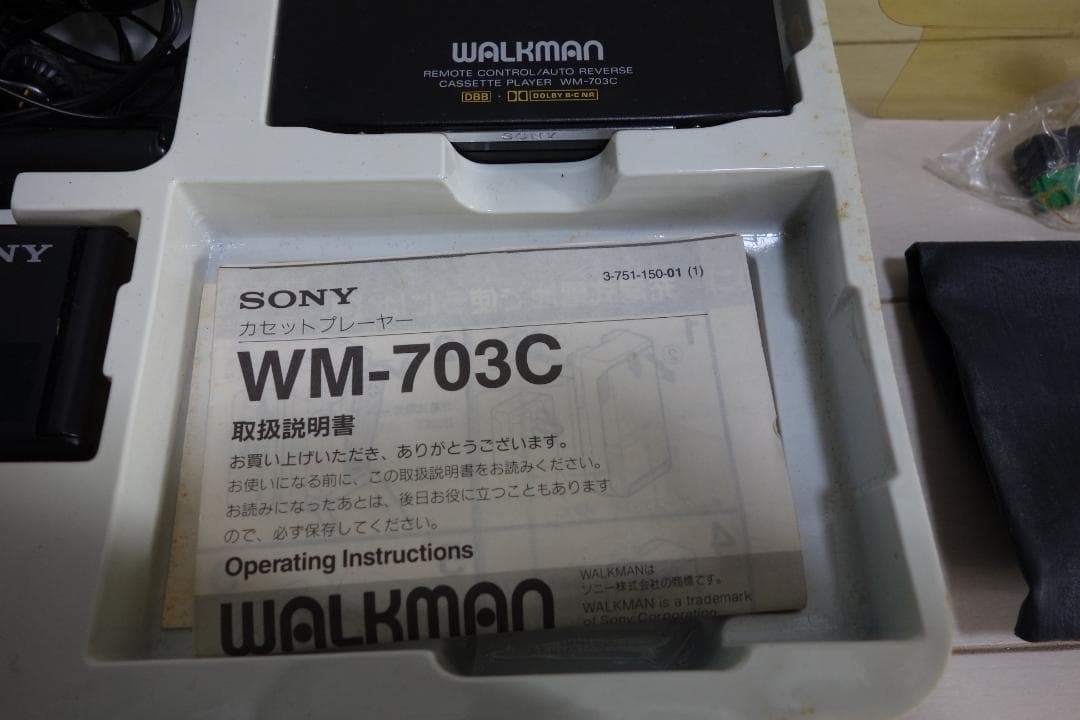 WALKMAN
REMOTE CONTROL/AUTO REVERSE
CASSETTE PLAYER WM-703C
DBB · DOLBY B·C NR
SONY
NY
3-751-150-01 (1)
SONY
カセットプレーヤー
WM-703C
取扱説明書
お買い上げいただき、ありがとうございます。
お使いになる前に、この取扱説明書をお読みください。
お読みになったあとは、後日お役に立つこともあります
ので、必ず保存してください。
Operating Instructions
WALKMAN
WALKMANは
ソニー株式会社の商標です。
WALKMAN is a trademark
of Sony Corporation